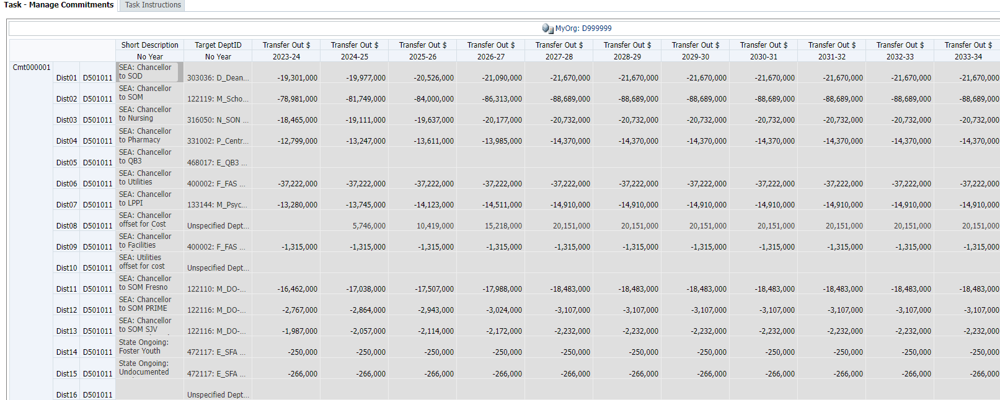 Task - Manage Commitments Task Instructions
MyOrg: D999999
Short Description Target DeptID Transfer Out $ Transfer Out $ Transfer Out $ Transfer Out $ Transfer Out $ Transfer Out $ Transfer Out $ Transfer Out $ Transfer Out $ Transfer Out $ Transfer Out $
No Year No Year 2023-24 2024-25 2025-26 2026-27 2027-28 2028-29 2029-30 2030-31 2031-32 2032-33 2033-34
Cmt000001 SEA: Chancellor
to SOD
Dist01 D501011 303036: D_Dean... -19,301,000 -19,977,000 -20,526,000 -21,090,000 -21,670,000 -21,670,000 -21,670,000 -21,670,000 -21,670,000 -21,670,000 -21,670,000
SEA: Chancellor
to SOM
Dist02 D501011 122119: M_Scho... -78,981,000 -81,749,000 -84,000,000 -86,313,000 -88,689,000 -88,689,000 -88,689,000 -88,689,000 -88,689,000 -88,689,000 -88,689,000
SEA: Chancellor
to Nursing
Dist03 D501011 316050: N_SON ... -18,465,000 -19,111,000 -19,637,000 -20,177,000 -20,732,000 -20,732,000 -20,732,000 -20,732,000 -20,732,000 -20,732,000 -20,732,000
SEA: Chancellor
to Pharmacy
Dist04 D501011 331002: P_Centr... -12,799,000 -13,247,000 -13,611,000 -13,985,000 -14,370,000 -14,370,000 -14,370,000 -14,370,000 -14,370,000 -14,370,000 -14,370,000
SEA: Chancellor
to QB3
Dist05 D501011 468017: E_QB3 ...
SEA: Chancellor
to Utilities
Dist06 D501011 400002: F_FAS ... -37,222,000 -37,222,000 -37,222,000 -37,222,000 -37,222,000 -37,222,000 -37,222,000 -37,222,000 -37,222,000 -37,222,000 -37,222,000
SEA: Chancellor
to LPPI
Dist07 D501011 133144: M_Psyc... -13,280,000 -13,745,000 -14,123,000 -14,511,000 -14,910,000 -14,910,000 -14,910,000 -14,910,000 -14,910,000 -14,910,000 -14,910,000
SEA: Chancellor
offset for Cost
Dist08 D501011 Unspecified Dept... 5,746,000 10,419,000 15,218,000 20,151,000 20,151,000 20,151,000 20,151,000 20,151,000 20,151,000 20,151,000
SEA: Chancellor
to Facilities
Dist09 D501011 400002: F_FAS ... -1,315,000 -1,315,000 -1,315,000 -1,315,000 -1,315,000 -1,315,000 -1,315,000 -1,315,000 -1,315,000 -1,315,000 -1,315,000
SEA: Utilities
offset for cost
Dist10 D501011 Unspecified Dept...
SEA: Chancellor
to SOM Fresno
Dist11 D501011 122110: M_DO-... -16,462,000 -17,038,000 -17,507,000 -17,988,000 -18,483,000 -18,483,000 -18,483,000 -18,483,000 -18,483,000 -18,483,000 -18,483,000
SEA: Chancellor
to SOM PRIME
Dist12 D501011 122116: M_DO-... -2,767,000 -2,864,000 -2,943,000 -3,024,000 -3,107,000 -3,107,000 -3,107,000 -3,107,000 -3,107,000 -3,107,000 -3,107,000
SEA: Chancellor
to SOM SJV
Dist13 D501011 122116: M_DO-... -1,987,000 -2,057,000 -2,114,000 -2,172,000 -2,232,000 -2,232,000 -2,232,000 -2,232,000 -2,232,000 -2,232,000 -2,232,000
State Ongoing:
Foster Youth
Dist14 D501011 472117: E_SFA ... -250,000 -250,000 -250,000 -250,000 -250,000 -250,000 -250,000 -250,000 -250,000 -250,000 -250,000
State Ongoing:
Undocumented
Dist15 D501011 472117: E_SFA ... -266,000 -266,000 -266,000 -266,000 -266,000 -266,000 -266,000 -266,000 -266,000 -266,000 -266,000
Dist16 D501011 Unspecified Dept...